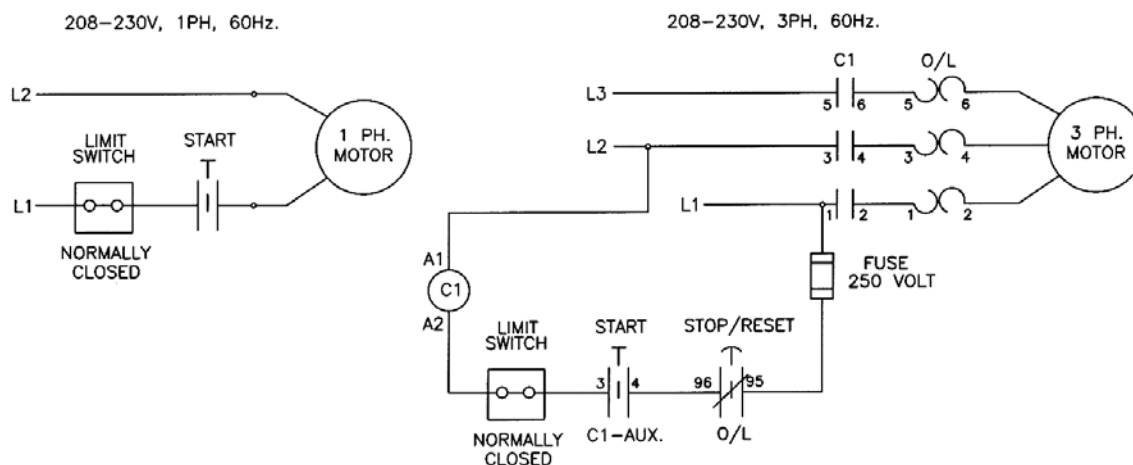 208-230V, 1PH, 60Hz.
L2
1 PH.
MOTOR
LIMIT
SWITCH
START
L1
NORMALLY
CLOSED
208-230V, 3PH, 60Hz.
C1
O/L
L3
5
6
5
6
L2
3
4
3
4
3 PH.
MOTOR
L1
1
2
1
2
A1
C1
A2
FUSE
250 VOLT
LIMIT
SWITCH
START
STOP/RESET
3
4
96
95
NORMALLY
CLOSED
C1-AUX.
O/L